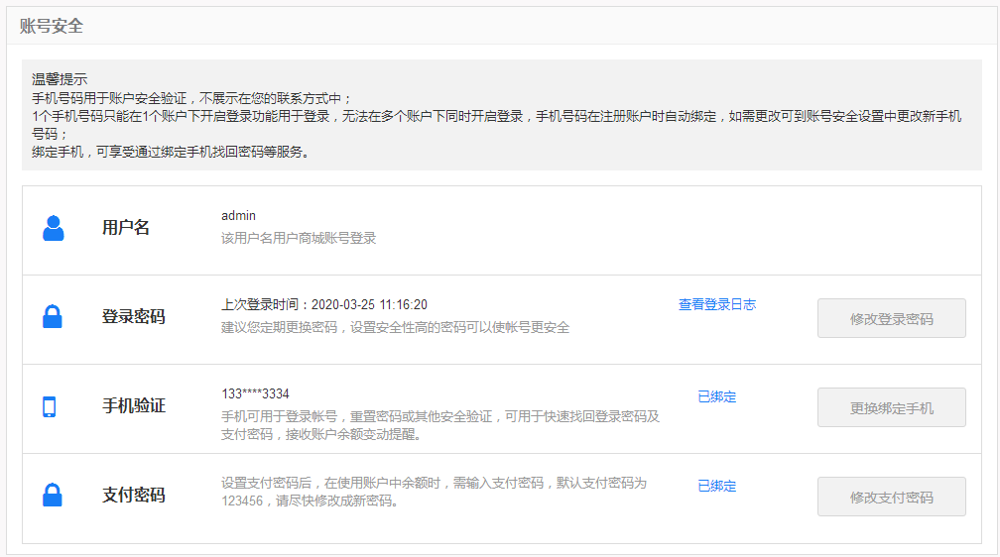 账号安全
温馨提示
手机号码用于账户安全验证，不展示在您的联系方式中；
1个手机号码只能在1个账户下开启登录功能用于登录，无法在多个账户下同时开启登录，手机号码在注册账户时自动绑定，如需更改可到账号安全设置中更改新手机
号码；
绑定手机，可享受通过绑定手机找回密码等服务。
用户名
admin
该用户名用户商城账号登录
登录密码
上次登录时间：2020-03-25 11:16:20
建议您定期更换密码，设置安全性高的密码可以使帐号更安全
查看登录日志
修改登录密码
手机验证
133****3334
手机可用于登录帐号，重置密码或其他安全验证，可用于快速找回登录密码及
支付密码，接收账户余额变动提醒。
已绑定
更换绑定手机
支付密码
设置支付密码后，在使用账户中余额时，需输入支付密码，默认支付密码为
123456，请尽快修改成新密码。
已绑定
修改支付密码